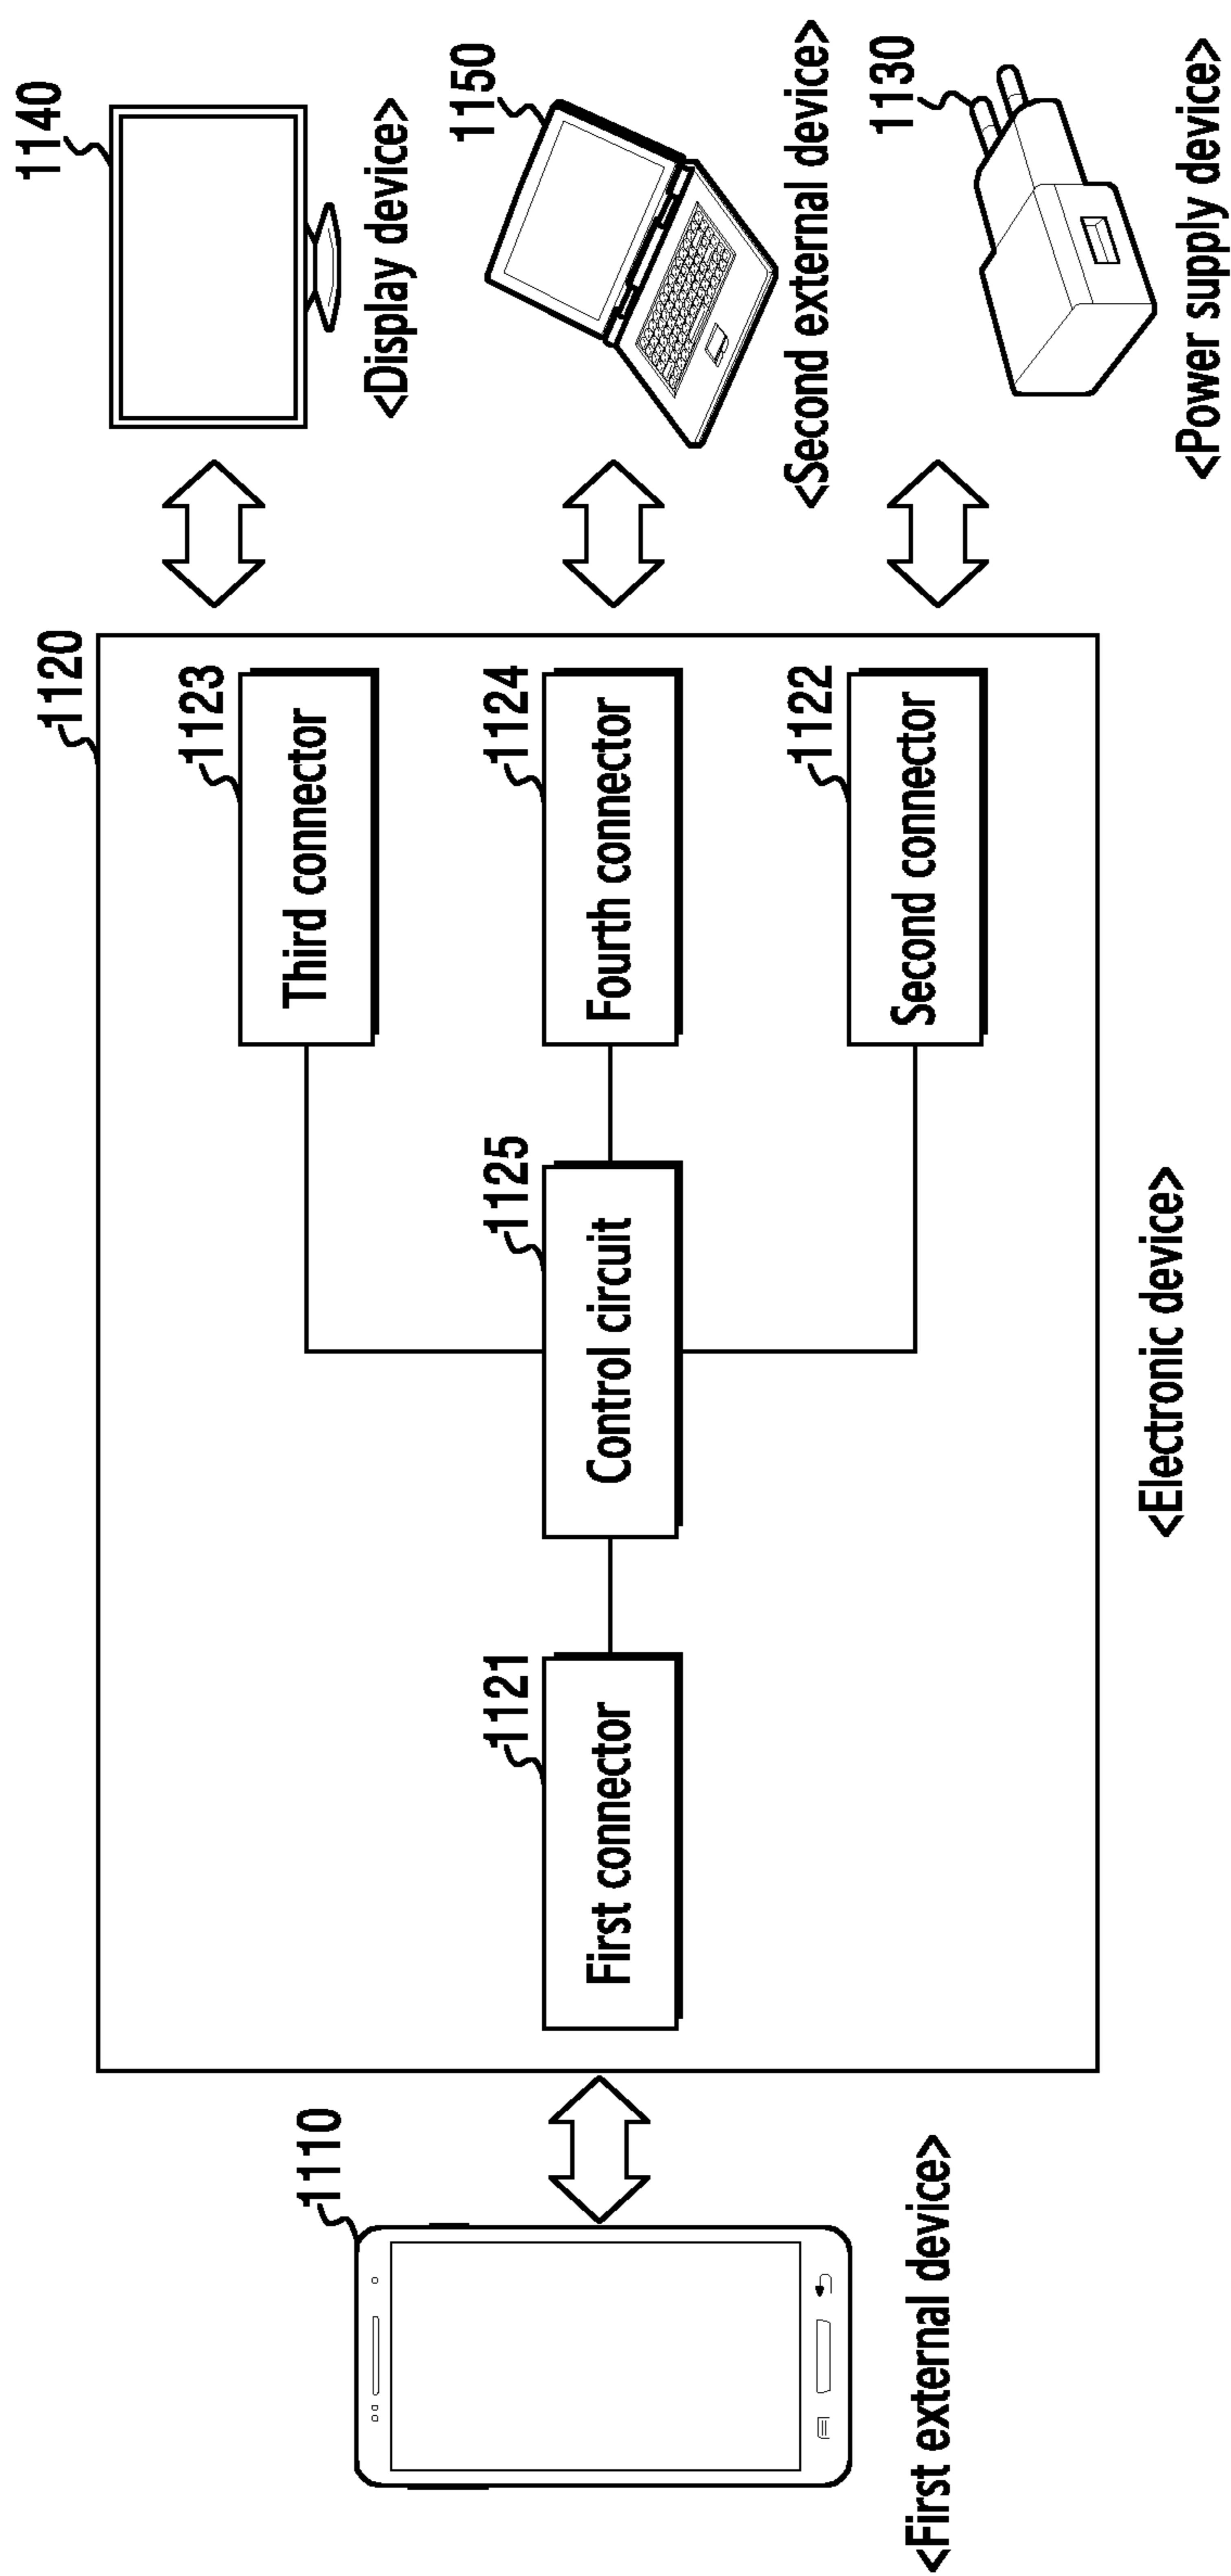 1140
<Display device>
1150
<Second external device>
1130
<Power supply device>
1120
1123
Third connector
1124
Fourth connector
1122
Second connector
1125
Control circuit
1121
First connector
<Electronic device>
1110
<First external device>